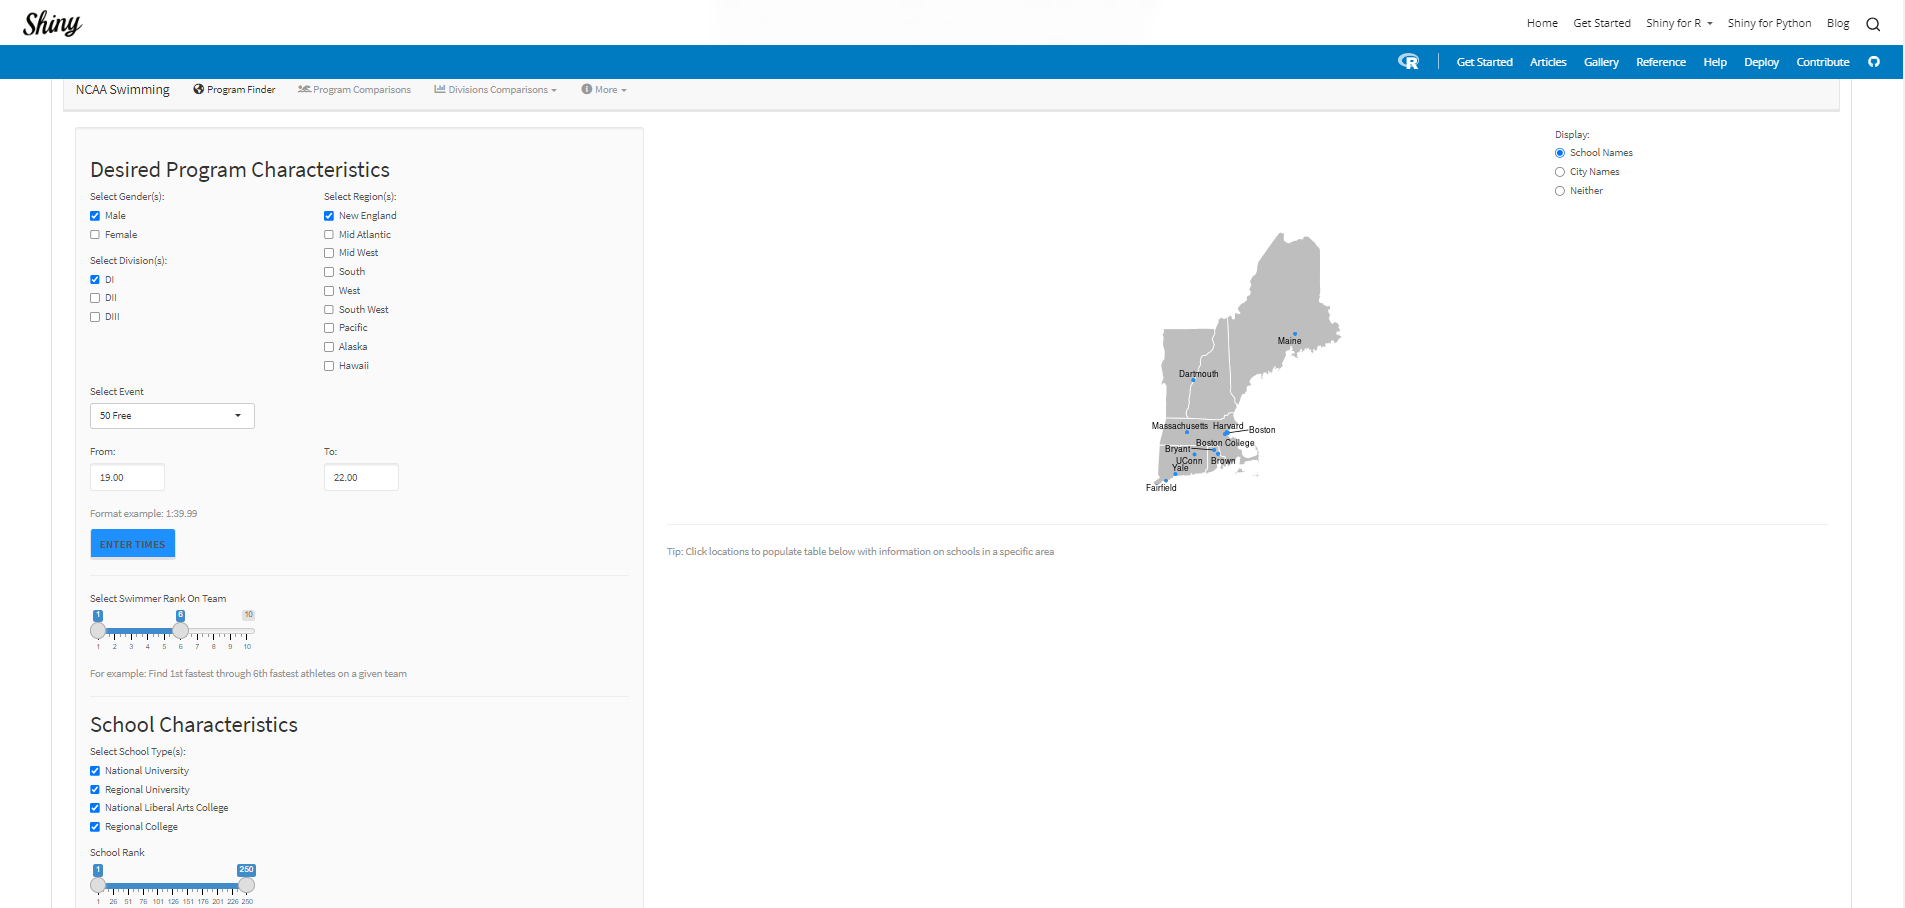 Shiny
Home Get Started Shiny for R Shiny for Python Blog
R Get Started Articles Gallery Reference Help Deploy Contribute
NCAA Swimming Program Finder Program Comparisons Divisions Comparisons More
Desired Program Characteristics
Select Gender(s):
Male
Female
Select Division(s):
DI
DII
DIII
Select Region(s):
New England
Mid Atlantic
Mid West
South
West
South West
Pacific
Alaska
Hawaii
Select Event
50 Free
From: To:
19.00 22.00
Format example: 1:39.99
ENTER TIMES
Select Swimmer Rank On Team
1 6 10
1 2 3 4 5 6 7 8 9 10
For example: Find 1st fastest through 6th fastest athletes on a given team
School Characteristics
Select School Type(s):
National University
Regional University
National Liberal Arts College
Regional College
School Rank
1 250
1 26 51 76 101 126 151 176 201 226 250
Display:
School Names
City Names
Neither
Maine
Dartmouth
Massachusetts Harvard Boston
Boston College
Bryant
UConn Brown
Yale
Fairfield
Tip: Click locations to populate table below with information on schools in a specific area